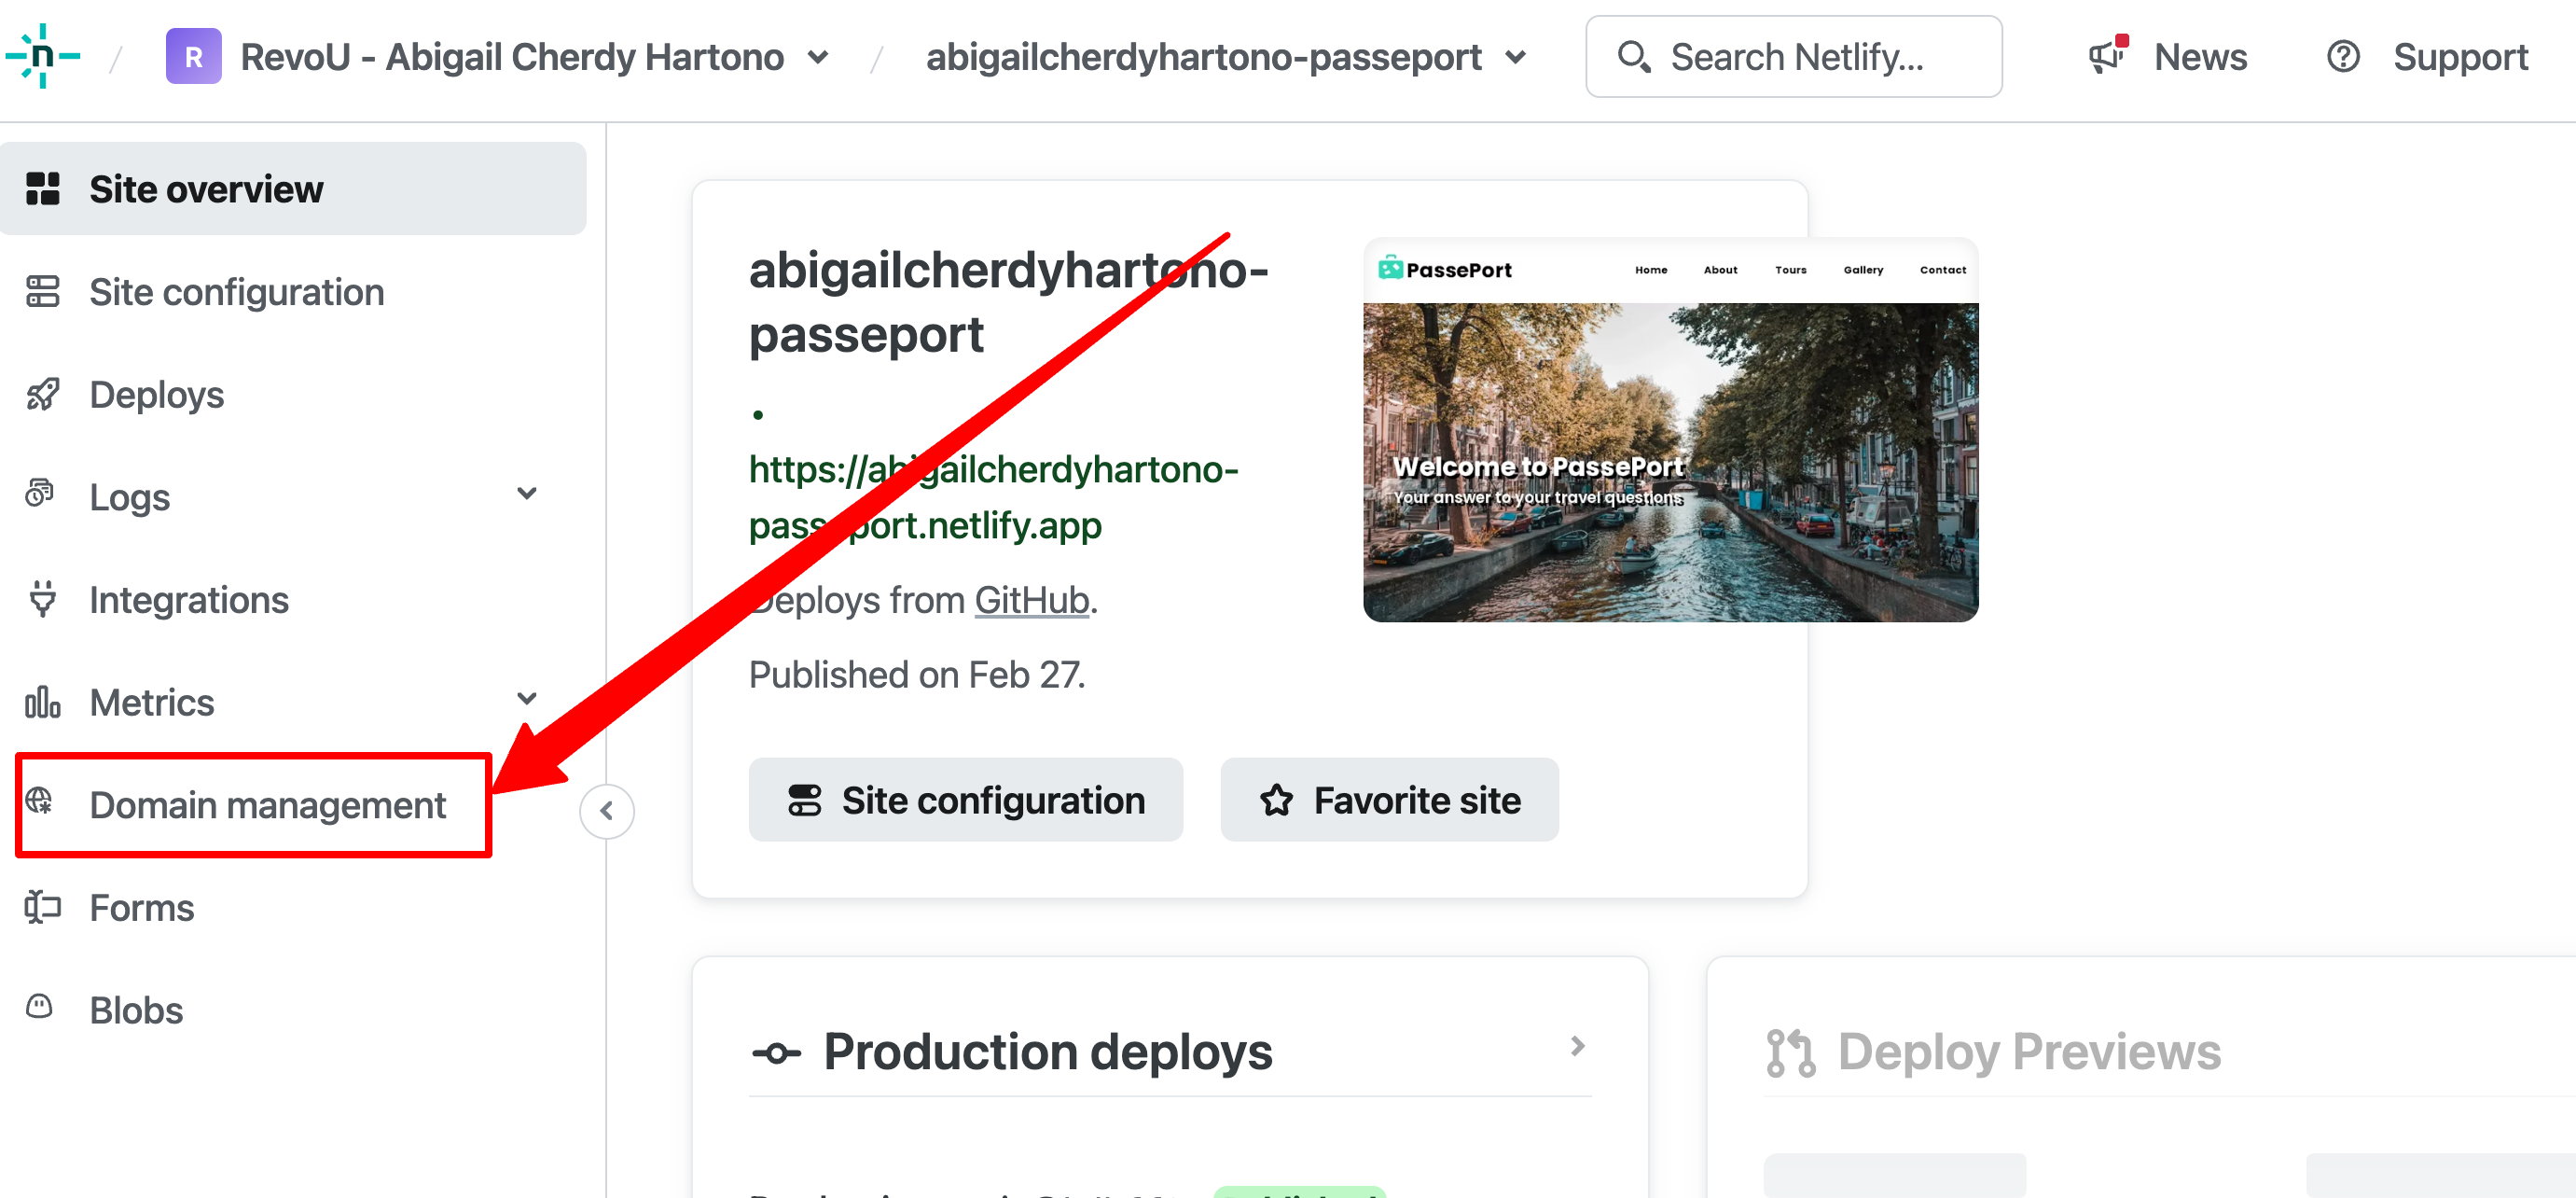 n / R RevoU - Abigail Cherdy Hartono / abigailcherdyhartono-passeport Search Netlify... News Support
Site overview
Site configuration
Deploys
Logs
Integrations
Metrics
Domain management
Forms
Blobs
abigailcherdyhartono-
passeport
https://abigailcherdyhartono-
passeport.netlify.app
Deploys from GitHub.
Published on Feb 27.
Site configuration
Favorite site
PassePort Home About Tours Gallery Contact
Welcome to PassePort
Your answer to your travel questions
Production deploys
Deploy Previews